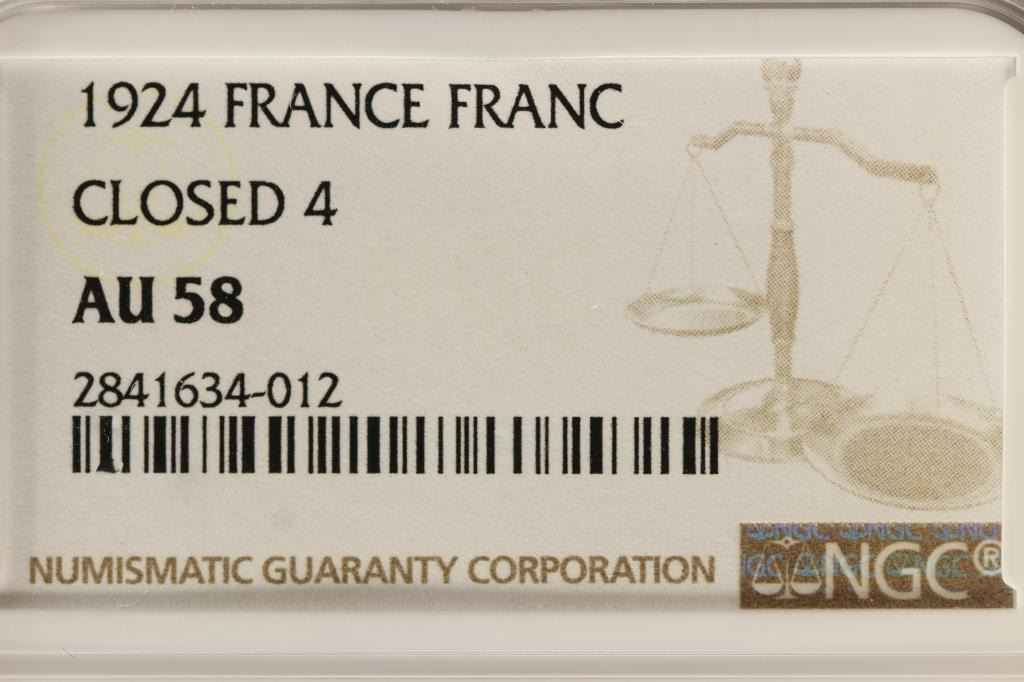 1924 FRANCE FRANC
CLOSED 4
AU 58
2841634-012
NUMISMATIC GUARANTY CORPORATION
NGC®